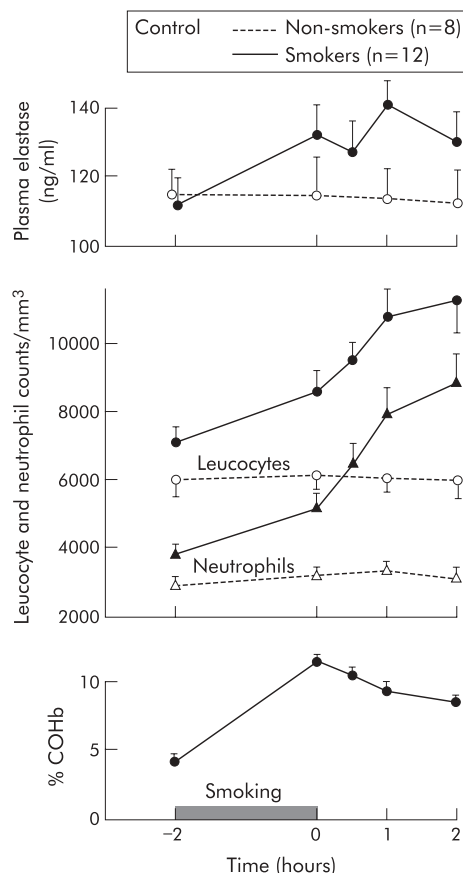 Control
Non-smokers (n=8)
Smokers (n=12)
Plasma elastase
(ng/ml)
140
120
100
Leucocyte and neutrophil counts/mm³
10000
8000
6000
4000
2000
Leucocytes
Neutrophils
% COHb
10
5
0
Smoking
−2
0
1
2
Time (hours)